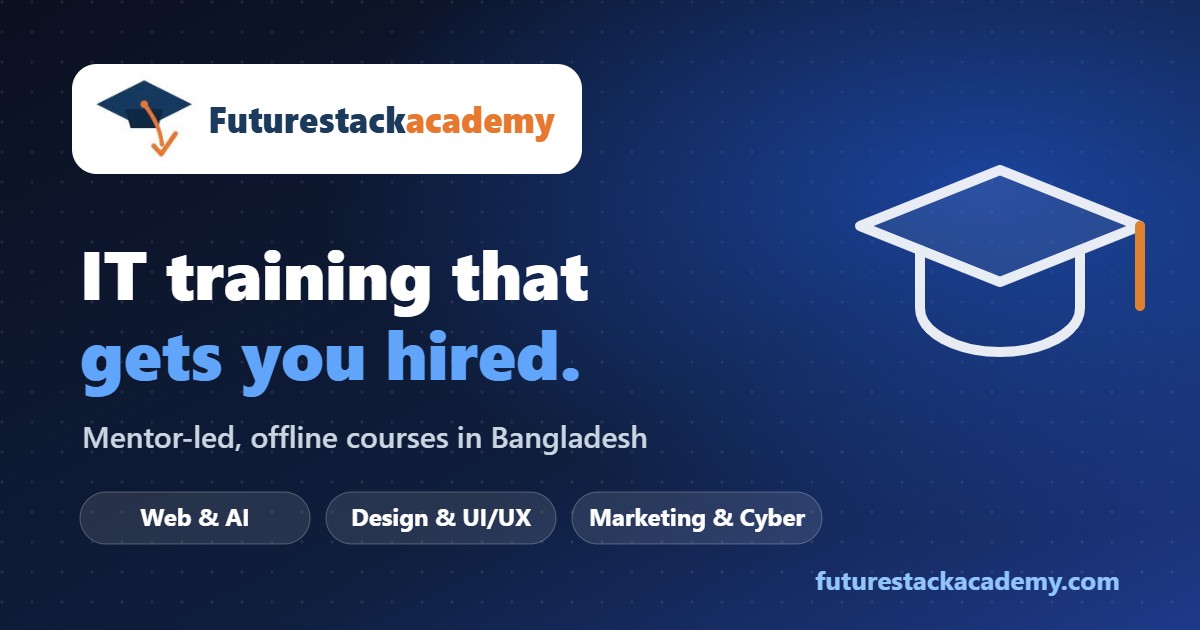 Futurestackacademy
IT training that
gets you hired.
Mentor-led, offline courses in Bangladesh
Web & AI
Design & UI/UX
Marketing & Cyber
futurestackacademy.com